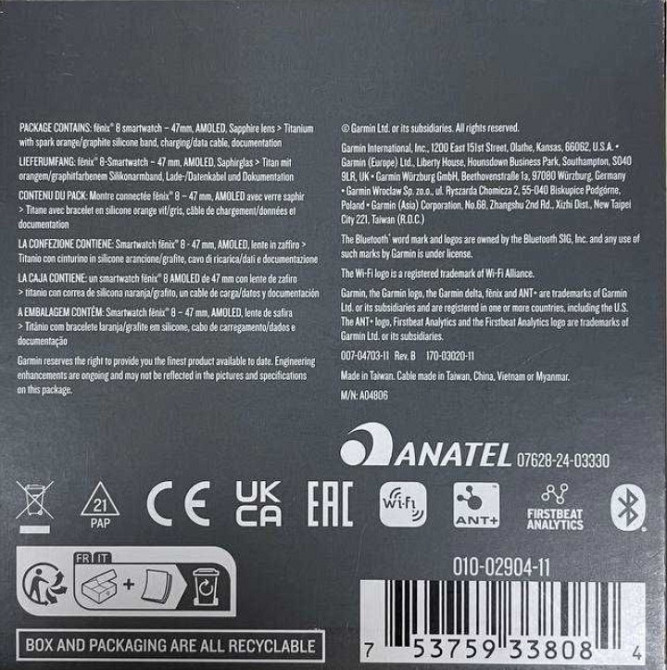 PACKAGE CONTAINS: fēnix® 8 smartwatch – 47mm, AMOLED, Sapphire lens > Titanium
with spark orange/graphite silicone band, charging/data cable, documentation
LIEFERUMFANG: fēnix® 8-Smartwatch – 47 mm, AMOLED, Saphirglas > Titan mit
orangem/graphitfarbenem Silikonarmband, Lade-/Datenkabel und Dokumentation
CONTENU DU PACK: Montre connectée fēnix® 8 – 47 mm, AMOLED avec verre saphir
> Titane avec bracelet en silicone orange vif/gris, câble de chargement/données et
documentation
LA CONFEZIONE CONTIENE: Smartwatch fēnix® 8 - 47 mm, AMOLED, lente in zaffiro >
Titanio con cinturino in silicone arancione/grafite, cavo di ricarica/dati e documentazione
LA CAJA CONTIENE: un smartwatch fēnix® 8 AMOLED de 47 mm con lente de zafiro
> titanio con correa de silicona naranja/grafito, un cable de carga/datos y documentación
A EMBALAGEM CONTÉM: Smartwatch fēnix® 8 – 47 mm, AMOLED, lente de safira
> Titânio com bracelete laranja/grafite em silicone, cabo de carregamento/dados e
documentação
Garmin reserves the right to provide you the finest product available to date. Engineering
enhancements are ongoing and may not be reflected in the pictures and specifications
on this package.
© Garmin Ltd. or its subsidiaries. All rights reserved.
Garmin International, Inc., 1200 East 151st Street, Olathe, Kansas, 66062, U.S.A. •
Garmin (Europe) Ltd., Liberty House, Hounsdown Business Park, Southampton, SO40
9LR, UK • Garmin Würzburg GmbH, Beethovenstraße 1a, 97080 Würzburg, Germany
• Garmin Wroclaw Sp. zo.o., ul. Ryszarda Chomicza 2, 55-040 Biskupice Podgórne,
Poland • Garmin (Asia) Corporation, No.68, Zhangshu 2nd Rd., Xizhi Dist., New Taipei
City 221, Taiwan (R.O.C.)
The Bluetooth® word mark and logos are owned by the Bluetooth SIG, Inc. and any use of
such marks by Garmin is under license.
The Wi-Fi logo is a registered trademark of Wi-Fi Alliance.
Garmin, the Garmin logo, the Garmin delta, fēnix and ANT+ are trademarks of Garmin
Ltd. or its subsidiaries and are registered in one or more countries, including the U.S.
The ANT+ logo, Firstbeat Analytics and the Firstbeat Analytics logo are trademarks of
Garmin Ltd. or its subsidiaries.
007-04703-11 Rev. B 170-03020-11
Made in Taiwan. Cable made in Taiwan, China, Vietnam or Myanmar.
M/N: A04806
ANATEL 07628-24-03330
21
PAP
CE
UK
CA
EAC
Wi-Fi
ANT+
FIRSTBEAT
ANALYTICS
FR IT
BOX AND PACKAGING ARE ALL RECYCLABLE
010-02904-11
7 53759 33808 4